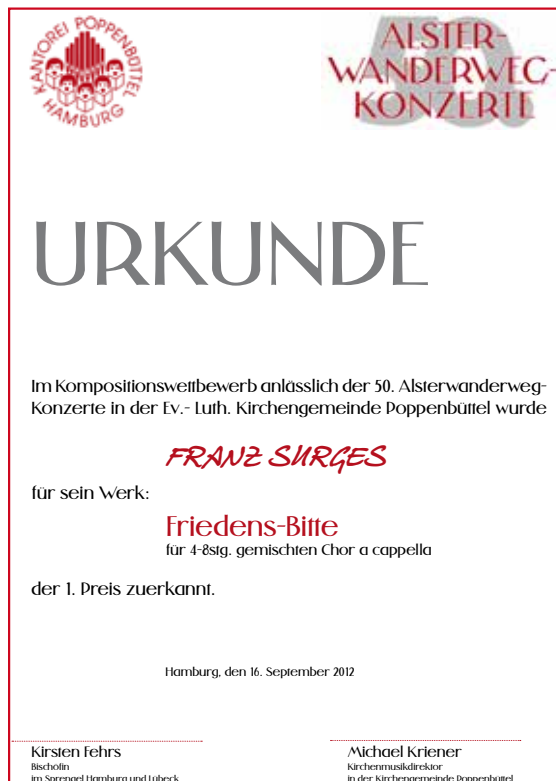 KANTOREI POPPENBÜTTEL
HAMBURG
50
ALSTER-
WANDERWEG-
KONZERTE
URKUNDE
Im Kompositionswettbewerb anlässlich der 50. Alsterwanderweg-
Konzerte in der Ev.- Luth. Kirchengemeinde Poppenbüttel wurde
FRANZ SURGES
für sein Werk:
Friedens-Bitte
für 4-8stg. gemischten Chor a cappella
der 1. Preis zuerkannt.
Hamburg, den 16. September 2012
Kirsten Fehrs
Bischöfin
im Sprengel Hamburg und Lübeck
Michael Kriener
Kirchenmusikdirektor
in der Kirchengemeinde Poppenbüttel